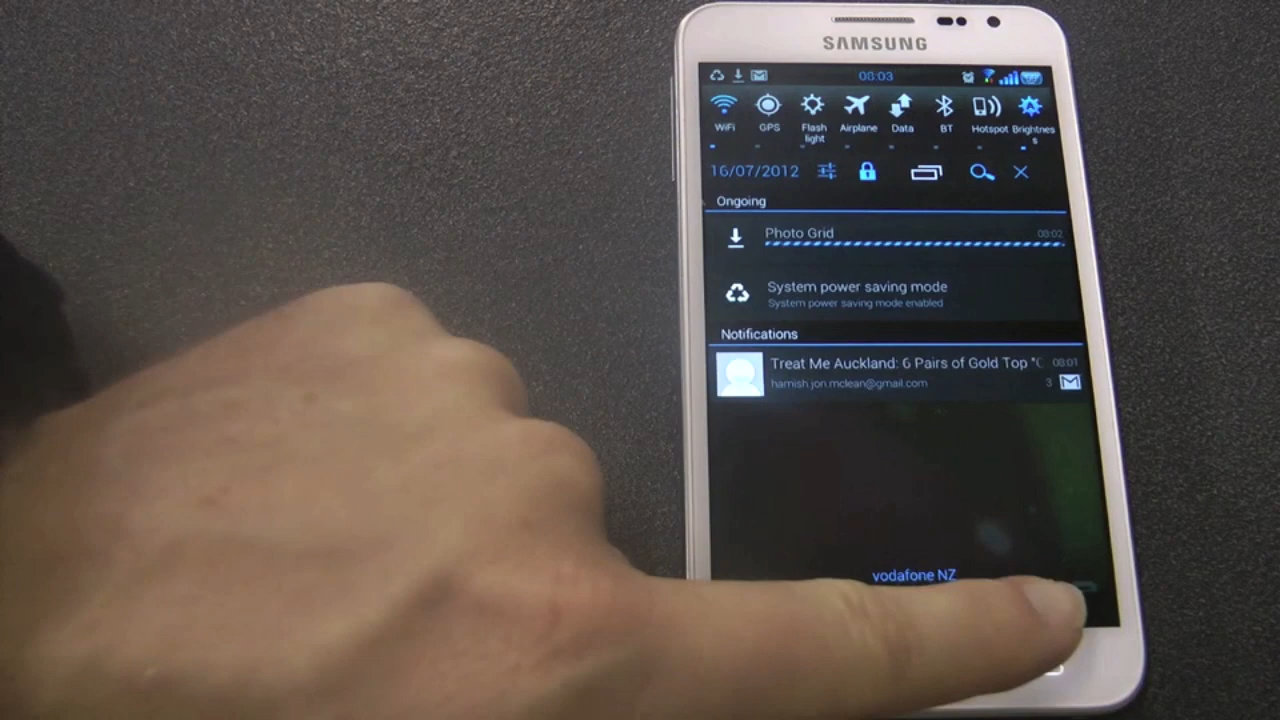 SAMSUNG
08:03
WiFi GPS Flash light Airplane Data BT Hotspot Brightnes s
16/07/2012
Ongoing
Photo Grid 08:02
System power saving mode
System power saving mode enabled
Notifications
Treat Me Auckland: 6 Pairs of Gold Top "( 08:01
hamish.jon.mclean@gmail.com 3
vodafone NZ